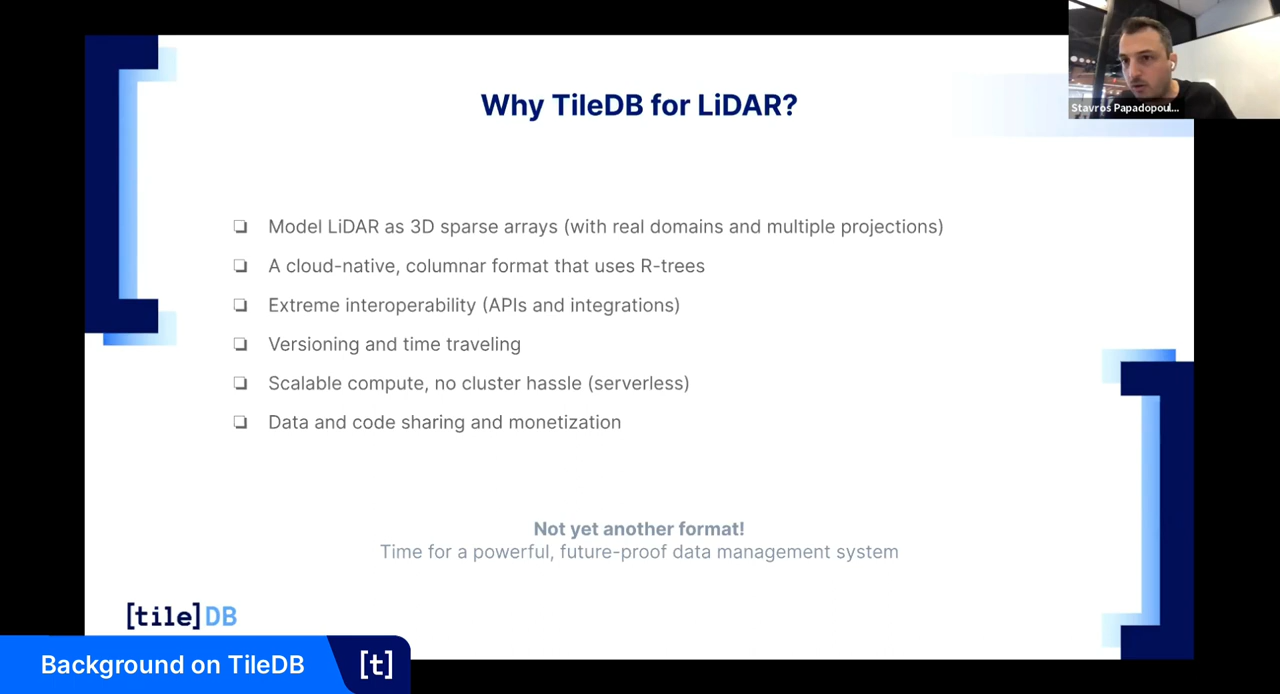 Why TileDB for LiDAR?
Stavros Papadopoul...
Model LiDAR as 3D sparse arrays (with real domains and multiple projections)
A cloud-native, columnar format that uses R-trees
Extreme interoperability (APIs and integrations)
Versioning and time traveling
Scalable compute, no cluster hassle (serverless)
Data and code sharing and monetization
Not yet another format!
Time for a powerful, future-proof data management system
[tile]DB
Background on TileDB
[t]